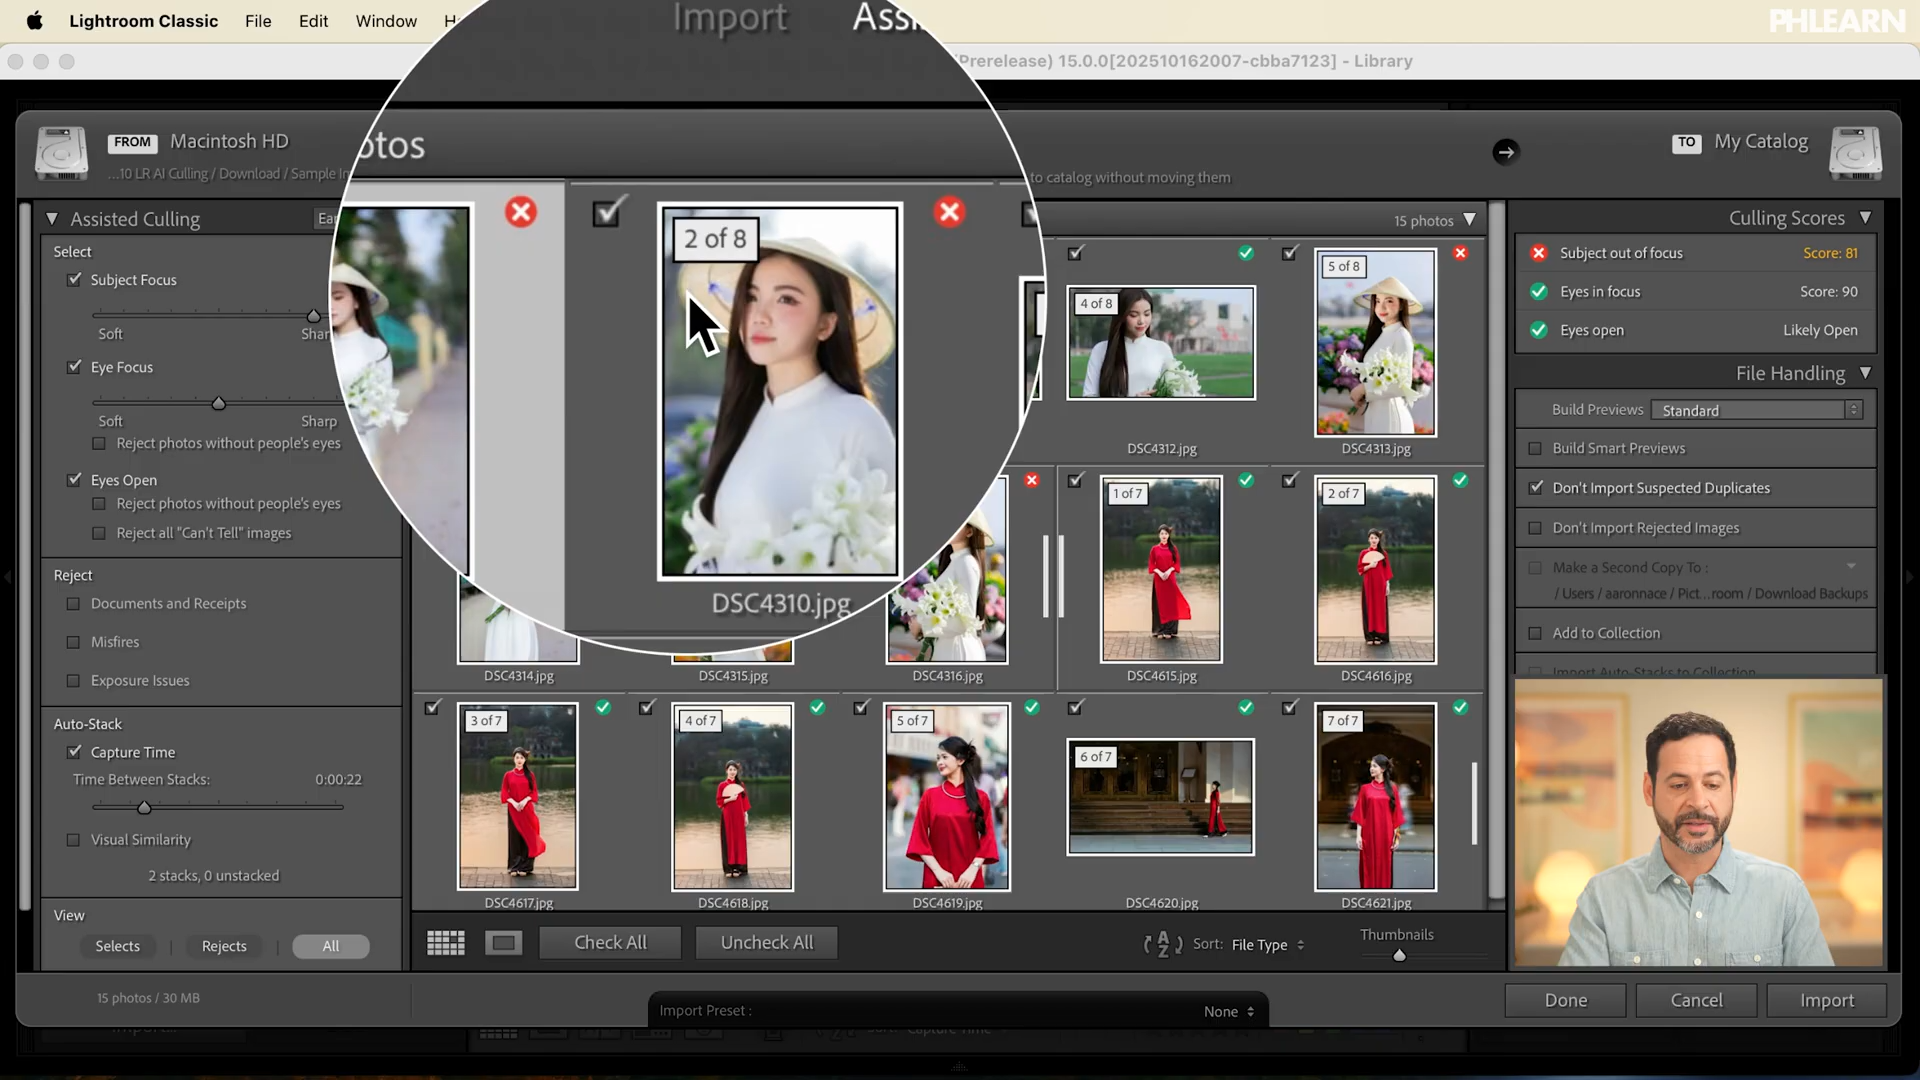 Lightroom Classic File Edit Window H
PHLEARN
(Prerelease) 15.0.0[202510162007-cbba7123] - Library
Import Ass
FROM Macintosh HD
...10 LR AI Culling / Download / Sample Im
otos
to catalog without moving them
TO My Catalog
Assisted Culling
Select
Subject Focus
Soft Shar
Eye Focus
Soft Sharp
Reject photos without people's eyes
Eyes Open
Reject photos without people's eyes
Reject all "Can't Tell" images
Reject
Documents and Receipts
Misfires
Exposure Issues
Auto-Stack
Capture Time
Time Between Stacks: 0:00:22
Visual Similarity
2 stacks, 0 unstacked
View
Selects | Rejects | All
15 photos / 30 MB
2 of 8
DSC4310.jpg
15 photos
4 of 8
DSC4312.jpg
5 of 8
DSC4313.jpg
DSC4314.jpg
DSC4315.jpg
DSC4316.jpg
1 of 7
DSC4615.jpg
2 of 7
DSC4616.jpg
3 of 7
DSC4617.jpg
4 of 7
DSC4618.jpg
5 of 7
DSC4619.jpg
6 of 7
DSC4620.jpg
7 of 7
DSC4621.jpg
Check All Uncheck All
Sort: File Type
Thumbnails
Import Preset : None
Culling Scores
Subject out of focus Score: 81
Eyes in focus Score: 90
Eyes open Likely Open
File Handling
Build Previews Standard
Build Smart Previews
Don't Import Suspected Duplicates
Don't Import Rejected Images
Make a Second Copy To :
/ Users / aaronnace / Pict...room / Download Backups
Add to Collection
Import Auto-Stacks to Collection
Done Cancel Import